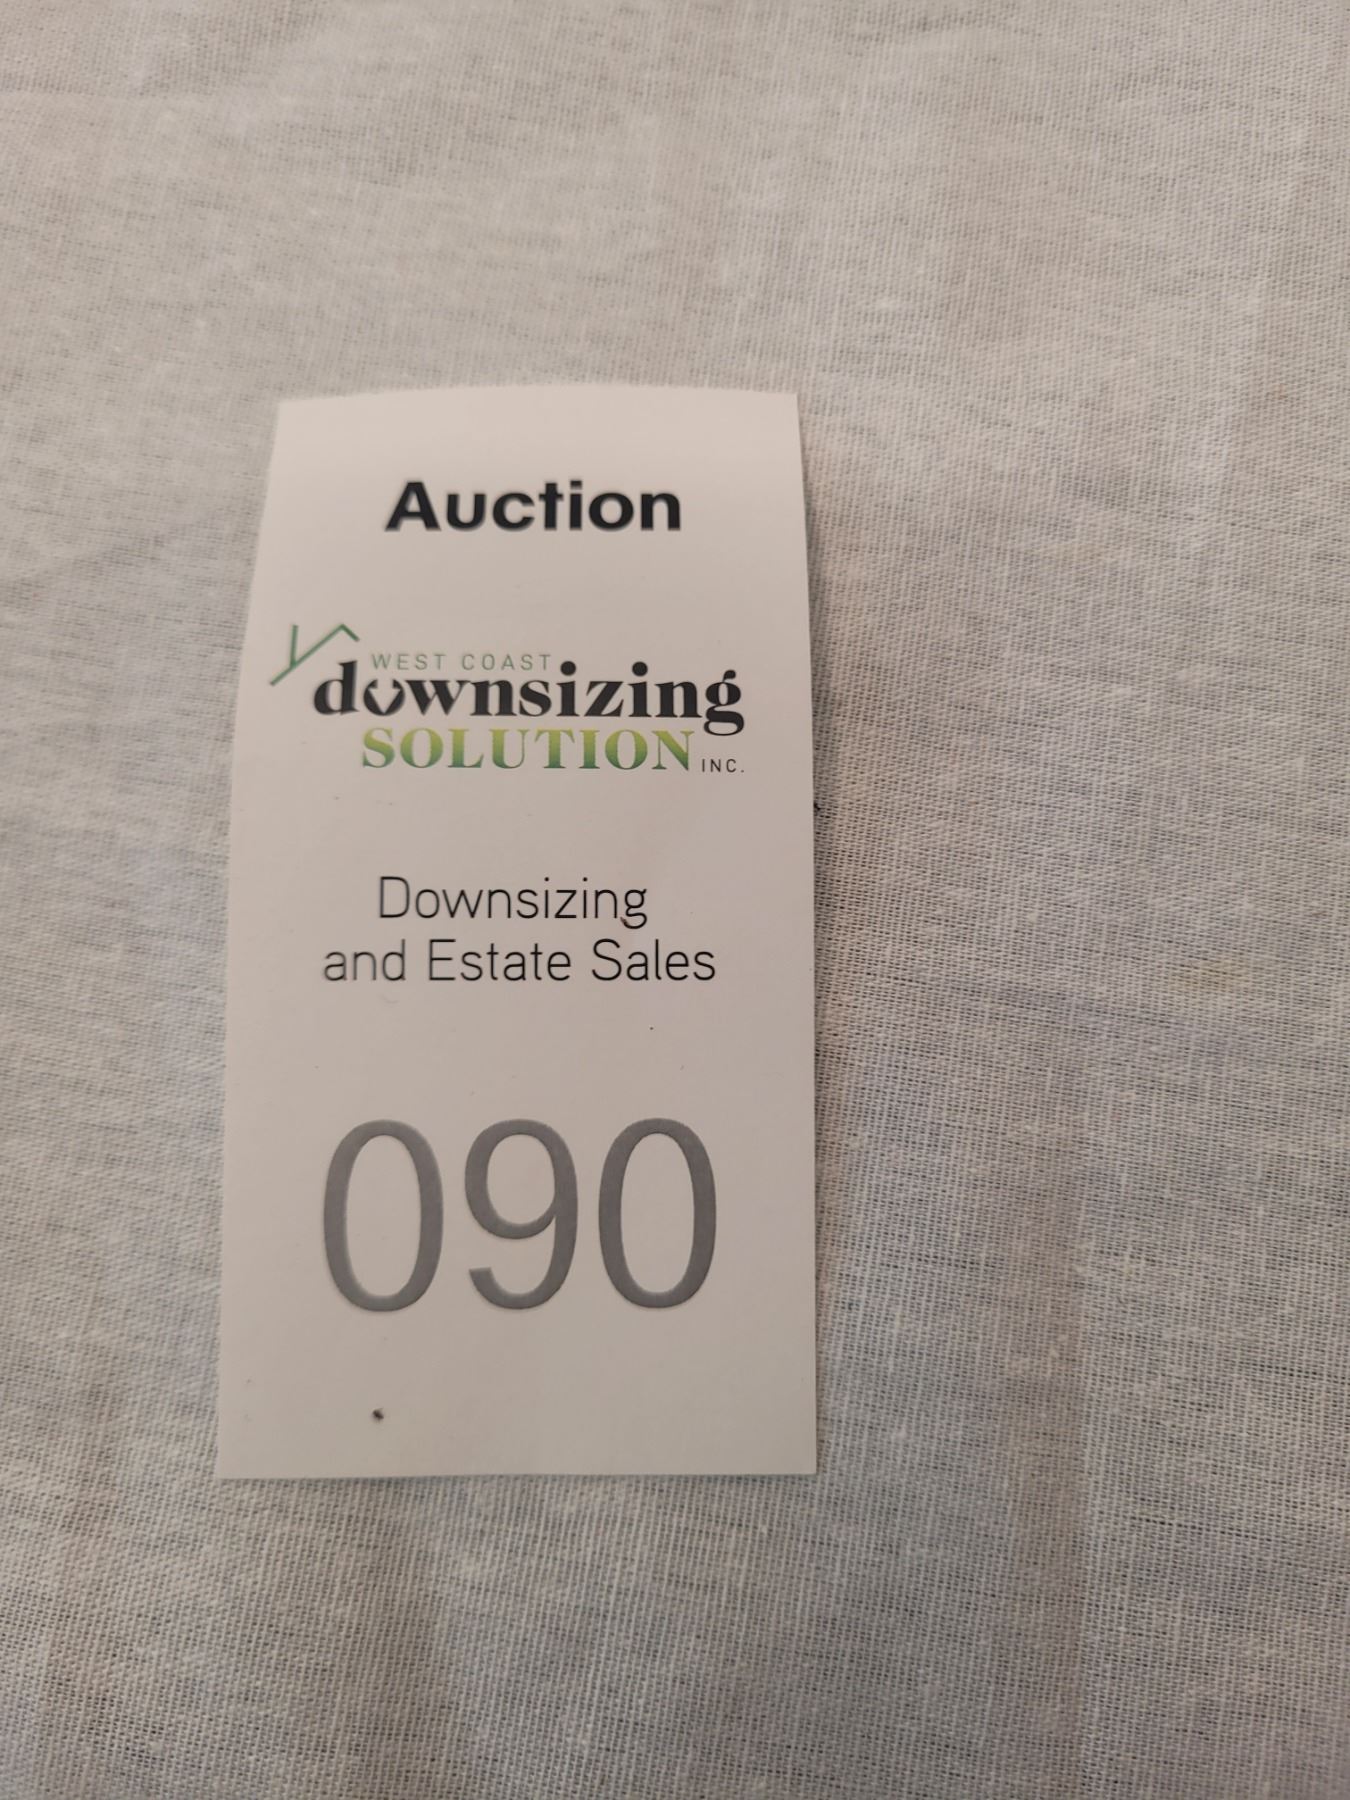 Auction
WEST COAST
downsizing
SOLUTION INC.
Downsizing
and Estate Sales
090